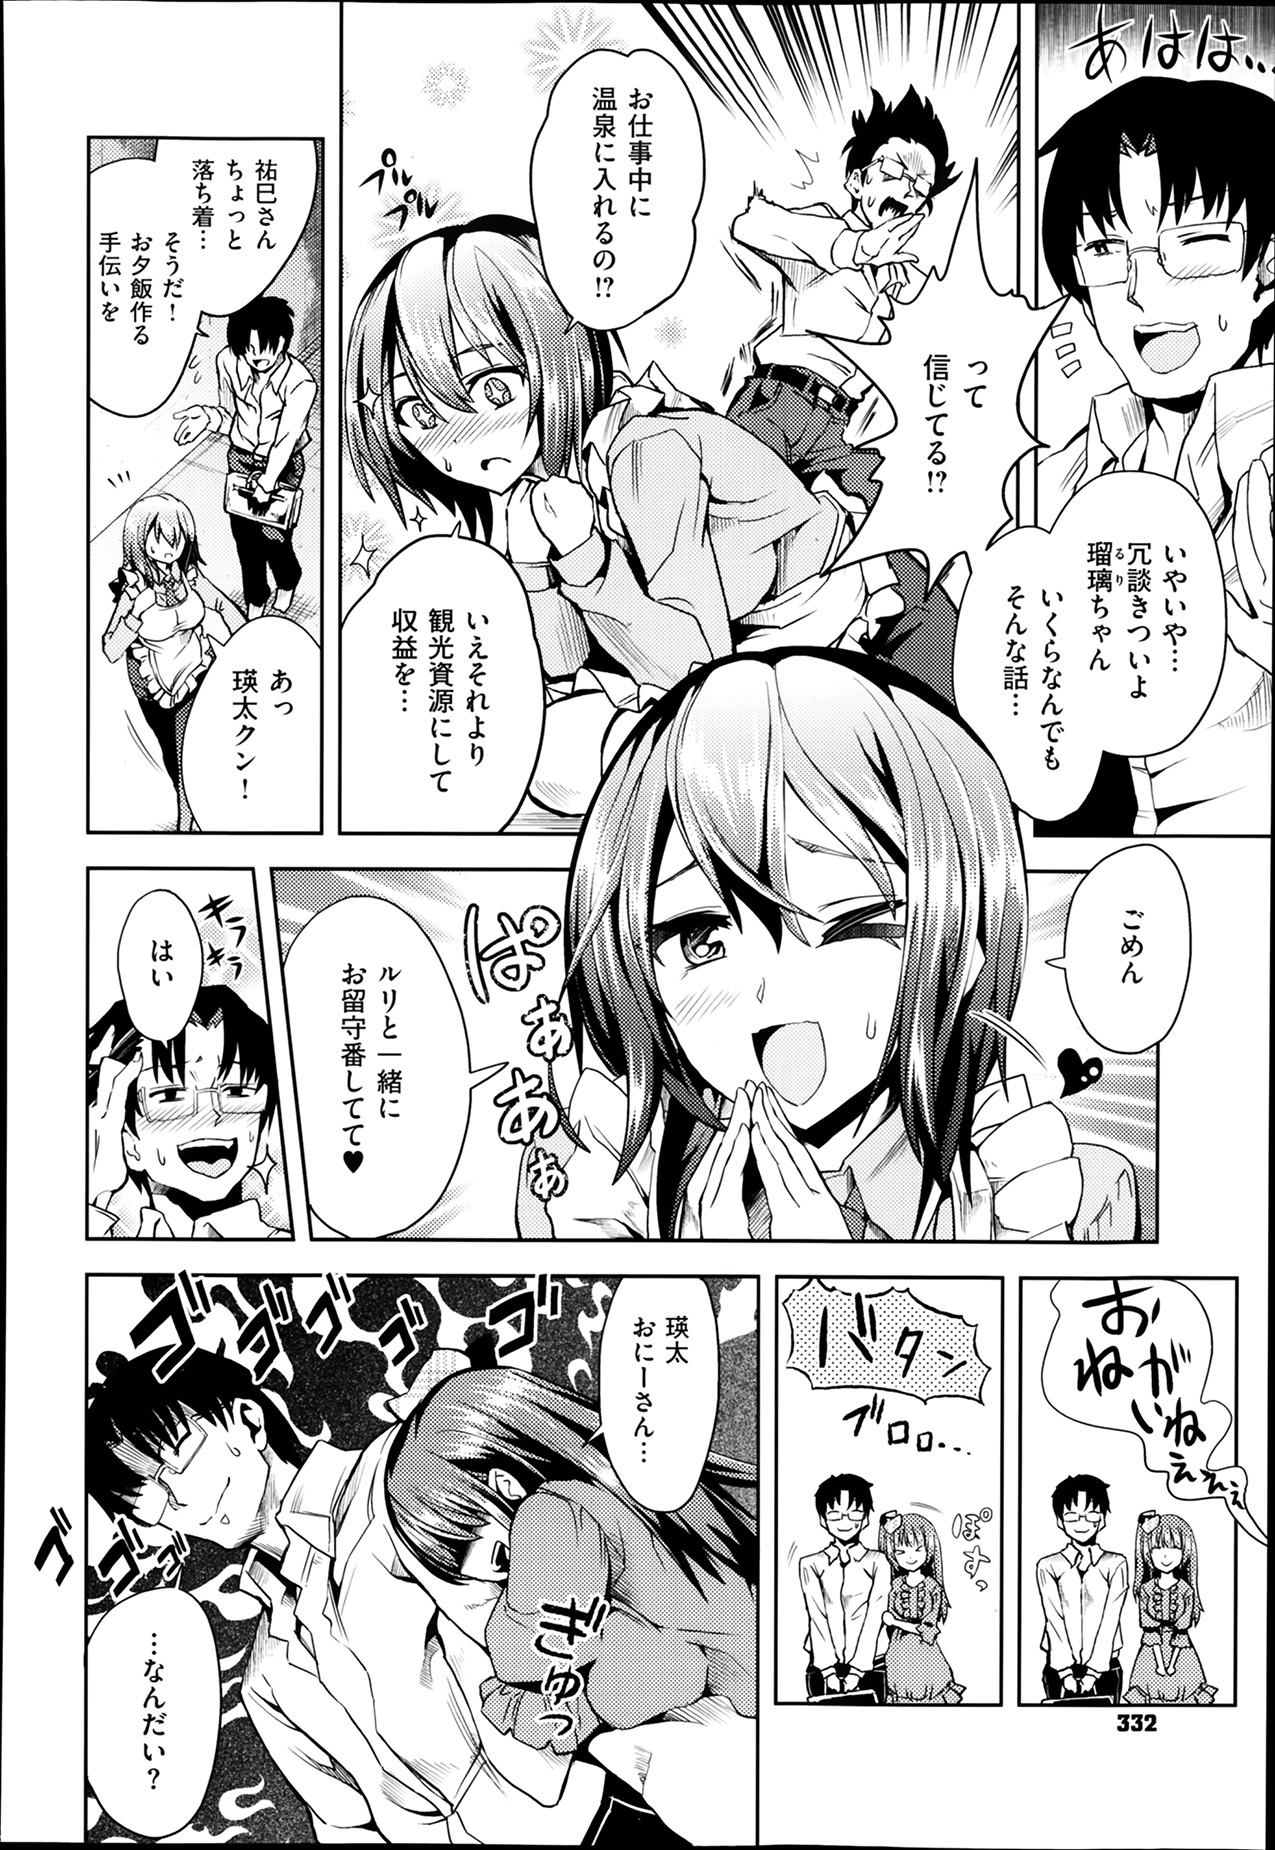 あはは…
いやいや…
冗談きついよ
瑠璃ちゃん
るり
いくらなんでも
そんな話…
って
信じてる!?
お仕事中に
温泉に入れるの!?
プル
プル
いえそれより
観光資源にして
収益を…
祐巳さん
ちょっと
落ち着…
そうだ！
お夕飯作る
手伝いを
あっ
瑛太クン！
ごめん
ぱぁぁあぁ
ルリと一緒に
お留守番してて♥
キラ
キラ
はい
おねがいねぇぇぇ
バタン
ブロロ…
ぽすっ
332
瑛太
おにーさん…
ぎゅっ
ゴゴゴゴゴゴゴ
…なんだい？